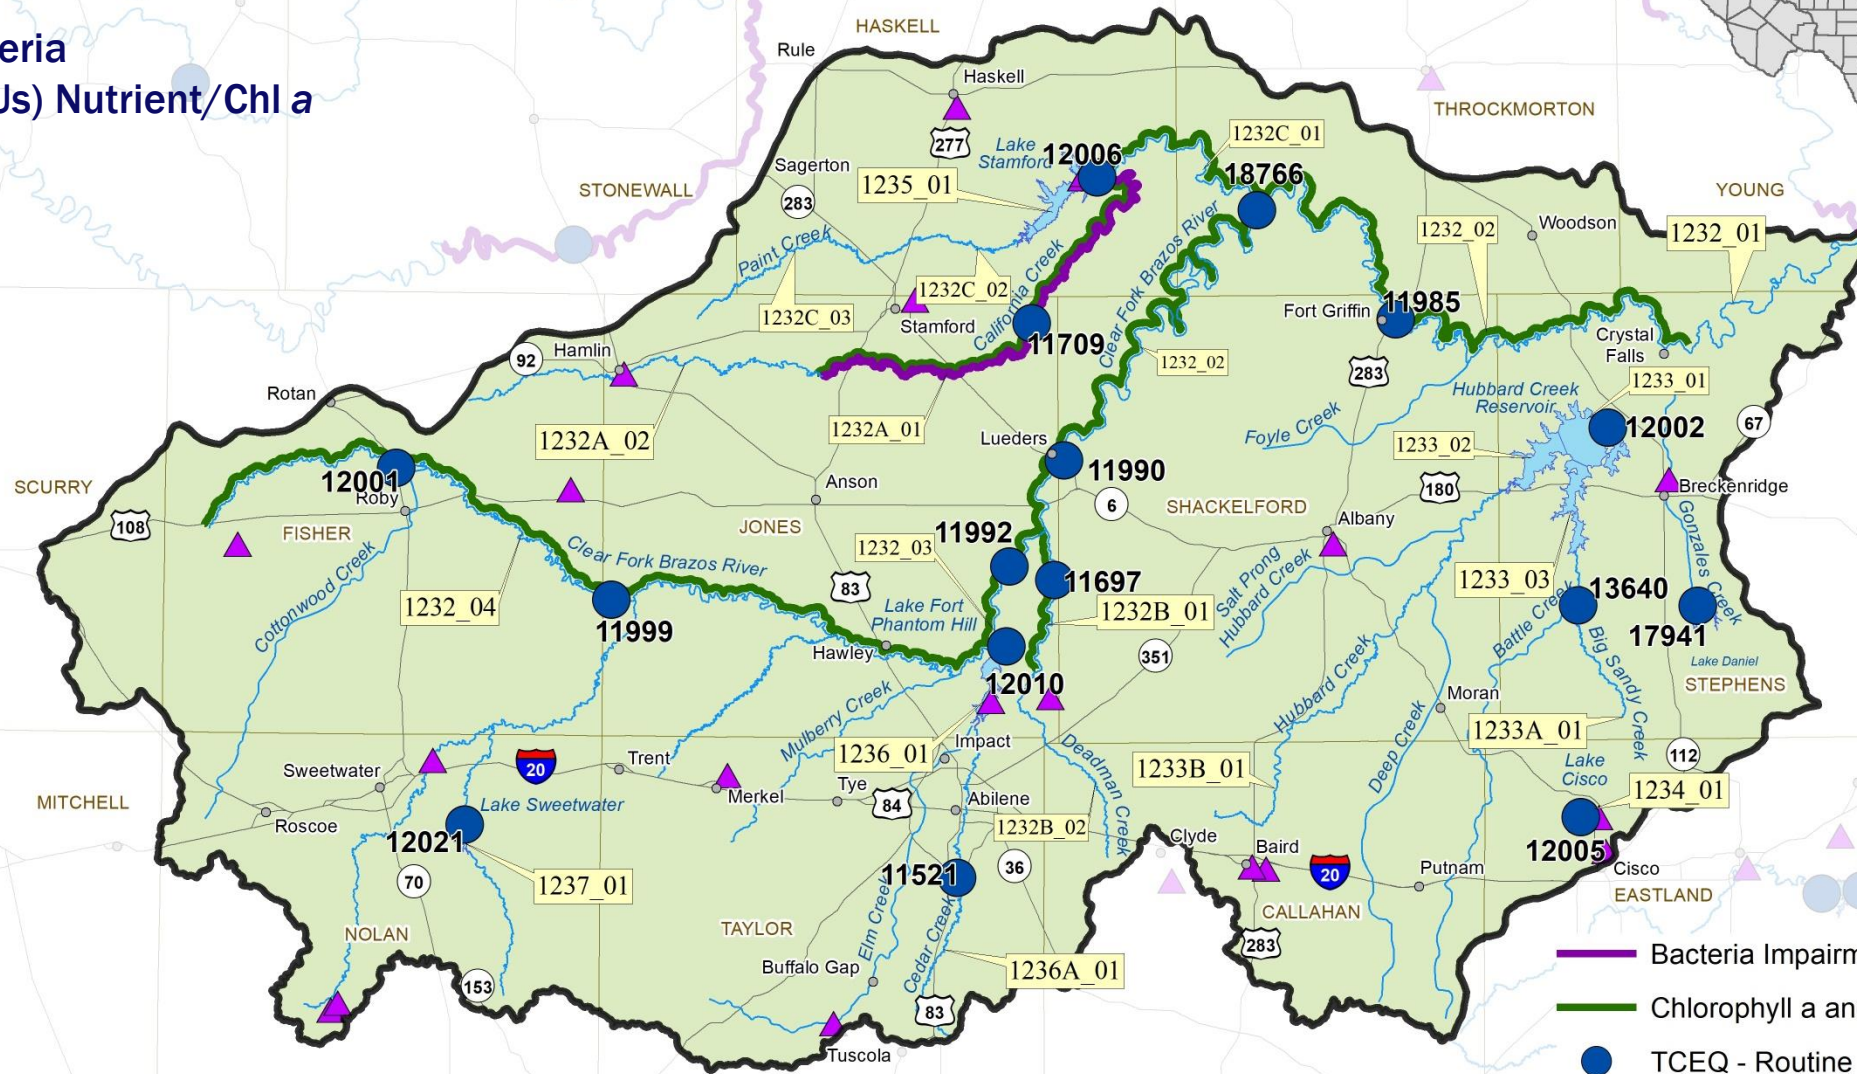 eria
Us) Nutrient/Chl a
HASKELL
Rule
Haskell
277
THROCKMORTON
Lake
Stamford
12006
1232C_01
Sagerton
1235_01
18766
STONEWALL
283
YOUNG
Woodson
1232_02
1232_01
Paint Creek
1232C_02
1232C_03
California Creek
Clear Fork Brazos River
Stamford
Fort Griffin
11985
11709
Crystal
Falls
92
Hamlin
1232_02
283
Hubbard Creek
Reservoir
1233_01
Rotan
1232A_02
1232A_01
Lueders
Foyle Creek
1233_02
12002
67
SCURRY
12001
Roby
11990
Anson
180
Breckenridge
108
FISHER
JONES
6
SHACKELFORD
Albany
11992
1232_03
Clear Fork Brazos River
Cottonwood Creek
83
11697
Salt Prong
Hubbard Creek
1233_03
13640
Gonzales Creek
1232_04
11999
Lake Fort
Phantom Hill
1232B_01
Battle Creek
Big Sandy Creek
17941
Hawley
351
Lake Daniel
STEPHENS
12010
Hubbard Creek
Moran
Mulberry Creek
1236_01
Impact
Deadman Creek
1233A_01
Deep Creek
Sweetwater
20
Trent
1233B_01
Lake
Cisco
112
MITCHELL
Merkel
Tye
84
Abilene
1234_01
Lake Sweetwater
Roscoe
12021
1232B_02
Clyde
Baird
12005
Cisco
70
1237_01
11521
36
20
Putnam
EASTLAND
NOLAN
TAYLOR
Elm Creek
Cedar Creek
CALLAHAN
283
Buffalo Gap
1236A_01
153
83
Tuscola
Bacteria Impairm
Chlorophyll a an
TCEQ - Routine